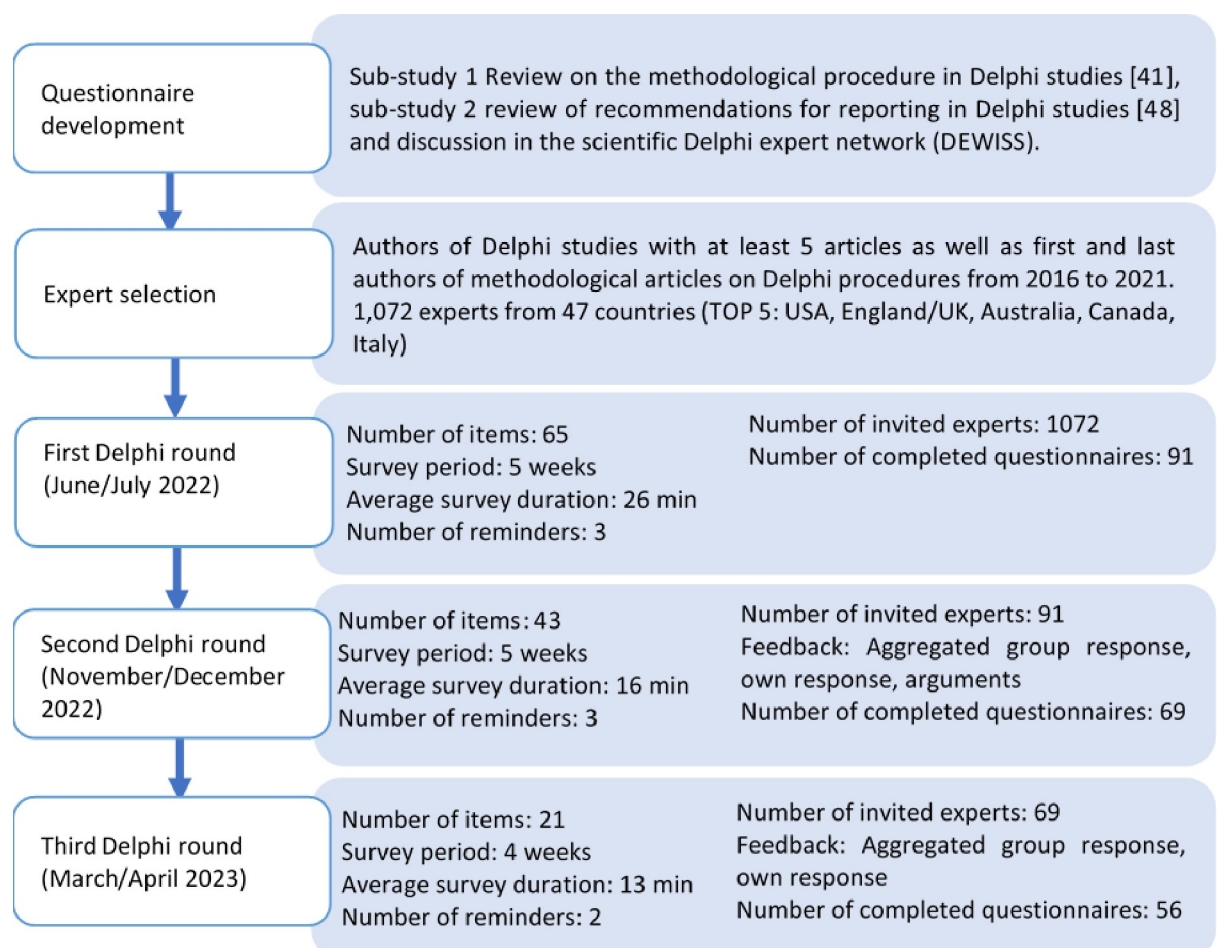 Questionnaire
development
Sub-study 1 Review on the methodological procedure in Delphi studies [41],
sub-study 2 review of recommendations for reporting in Delphi studies [48]
and discussion in the scientific Delphi expert network (DEWISS).
Expert selection
Authors of Delphi studies with at least 5 articles as well as first and last
authors of methodological articles on Delphi procedures from 2016 to 2021.
1,072 experts from 47 countries (TOP 5: USA, England/UK, Australia, Canada,
Italy)
First Delphi round
(June/July 2022)
Number of items: 65
Survey period: 5 weeks
Average survey duration: 26 min
Number of reminders: 3
Number of invited experts: 1072
Number of completed questionnaires: 91
Second Delphi round
(November/December
2022)
Number of items: 43
Survey period: 5 weeks
Average survey duration: 16 min
Number of reminders: 3
Number of invited experts: 91
Feedback: Aggregated group response,
own response, arguments
Number of completed questionnaires: 69
Third Delphi round
(March/April 2023)
Number of items: 21
Survey period: 4 weeks
Average survey duration: 13 min
Number of reminders: 2
Number of invited experts: 69
Feedback: Aggregated group response,
own response
Number of completed questionnaires: 56